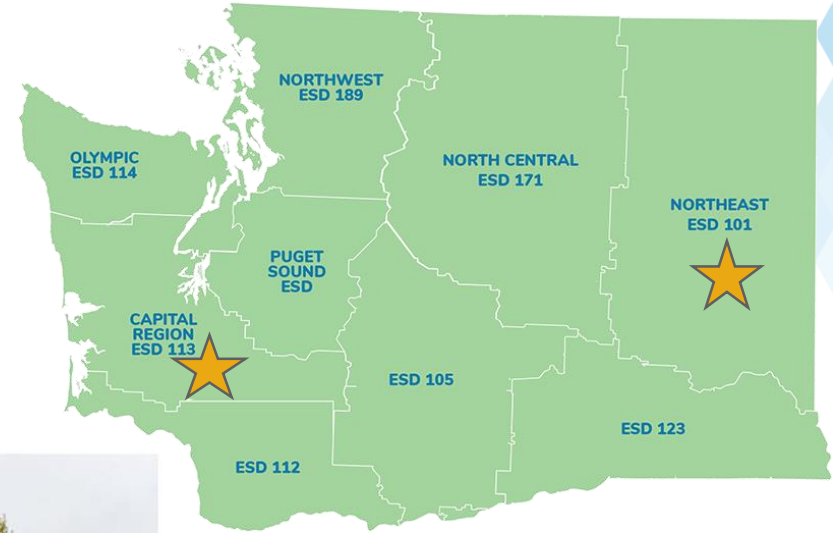 NORTHWEST
ESD 189
OLYMPIC
ESD 114
NORTH CENTRAL
ESD 171
NORTHEAST
ESD 101
PUGET
SOUND
ESD
CAPITAL
REGION
ESD 113
ESD 105
ESD 123
ESD 112